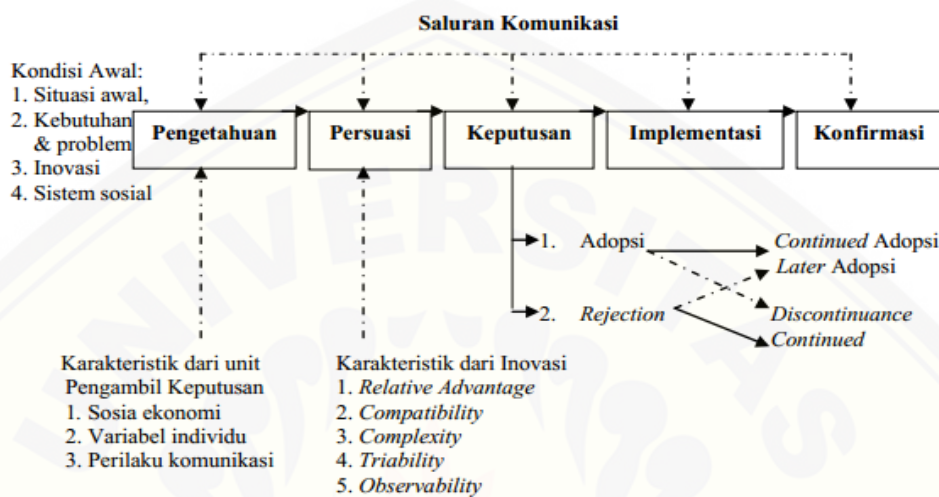 Saluran Komunikasi
Kondisi Awal:
1. Situasi awal,
2. Kebutuhan
& problem
3. Inovasi
4. Sistem sosial
Pengetahuan
Persuasi
Keputusan
Implementasi
Konfirmasi
1. Adopsi
Continued Adopsi
Later Adopsi
2. Rejection
Discontinuance
Continued
Karakteristik dari unit
Pengambil Keputusan
1. Sosia ekonomi
2. Variabel individu
3. Perilaku komunikasi
Karakteristik dari Inovasi
1. Relative Advantage
2. Compatibility
3. Complexity
4. Triability
5. Observability
UNIVERSITAS